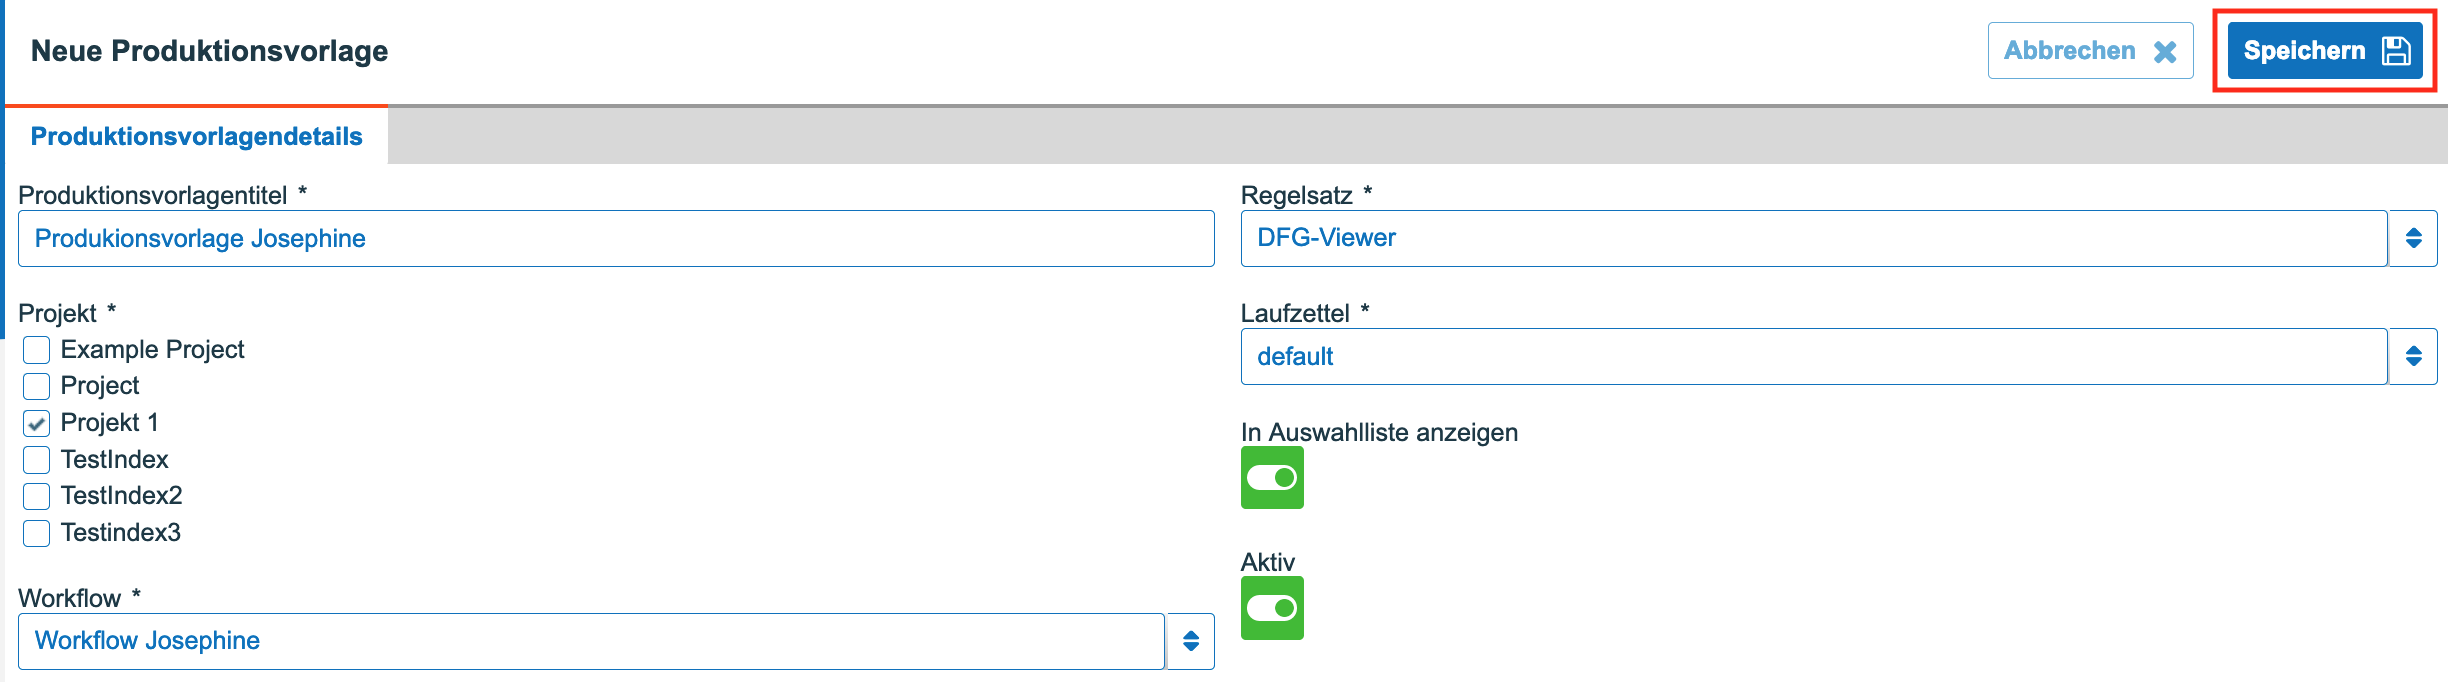 Neue Produktionsvorlage
Abbrechen
Speichern
Produktionsvorlagendetails
Produktionsvorlagentitel *
Produkionsvorlage Josephine
Projekt *
Example Project
Project
Projekt 1
TestIndex
TestIndex2
Testindex3
Workflow *
Workflow Josephine
Regelsatz *
DFG-Viewer
Laufzettel *
default
In Auswahlliste anzeigen
Aktiv